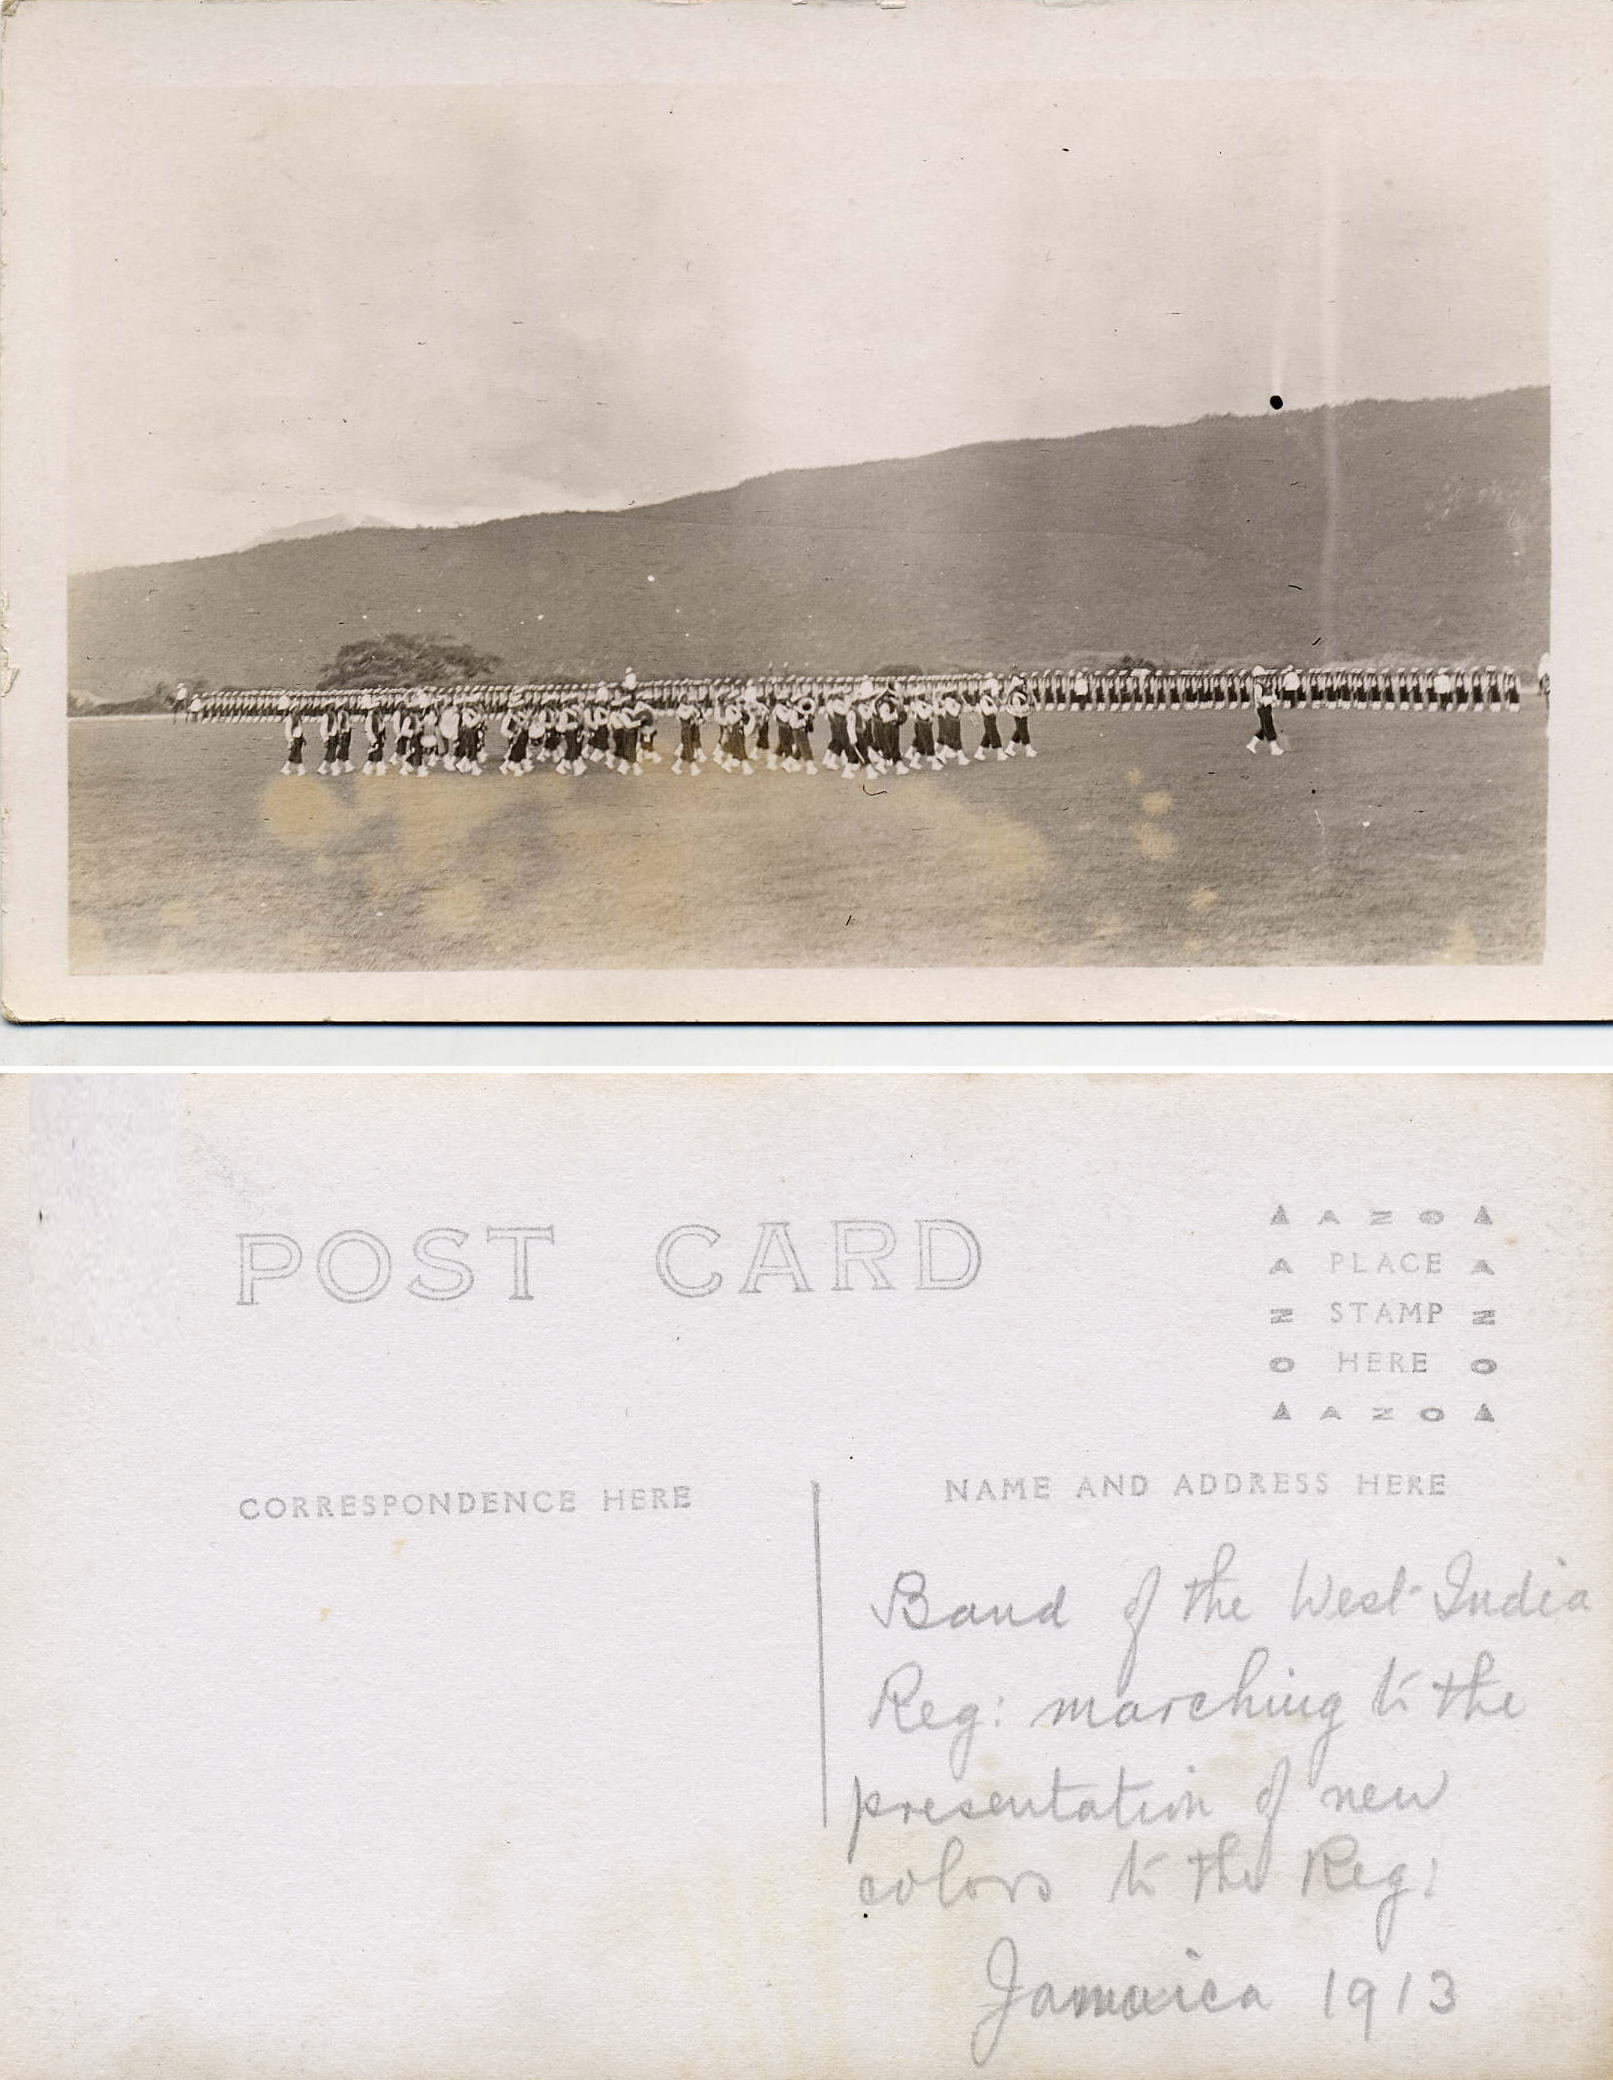 POST CARD
AZO
A PLACE A
N STAMP N
O HERE O
AZO
CORRESPONDENCE HERE
NAME AND ADDRESS HERE
Band of the West-India
Reg: marching to the
presentation of new
colors to the Reg:
Jamaica 1913